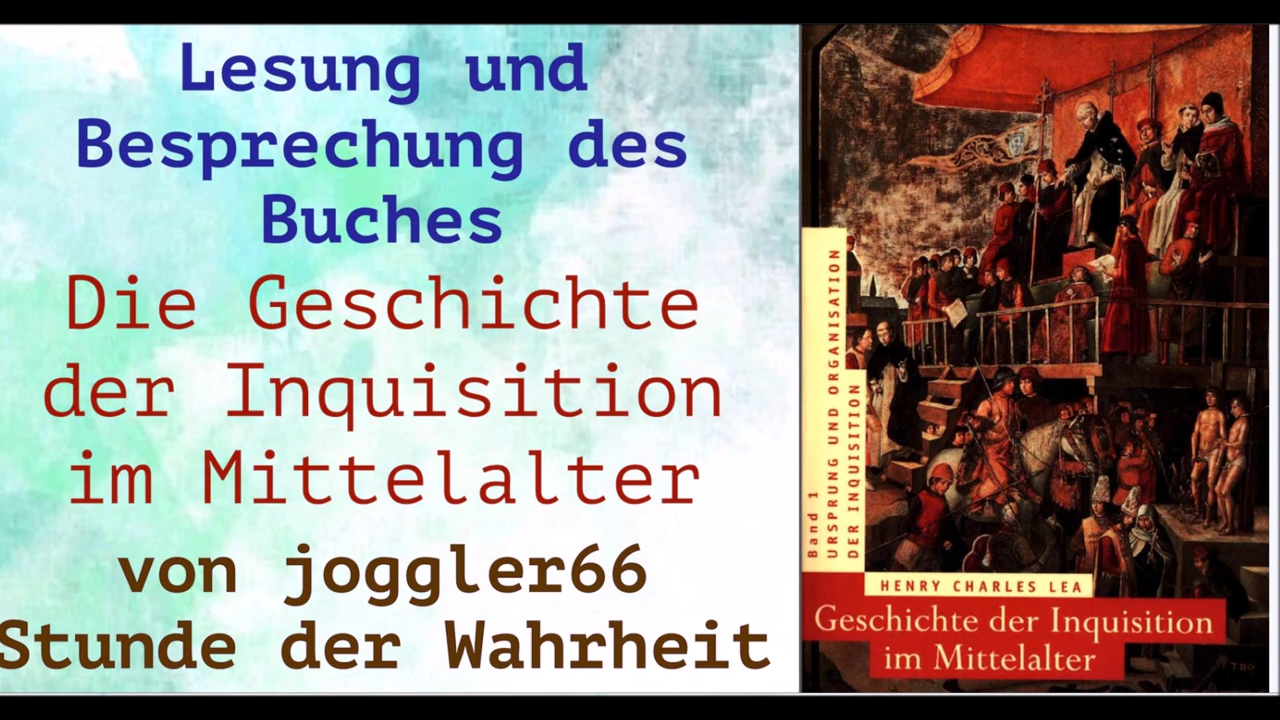 Lesung und
Besprechung des
Buches
Die Geschichte
der Inquisition
im Mittelalter
von joggler66
Stunde der Wahrheit
Band 1
URSPRUNG UND ORGANISATION
DER INQUISITION
HENRY CHARLES LEA
Geschichte der Inquisition
im Mittelalter